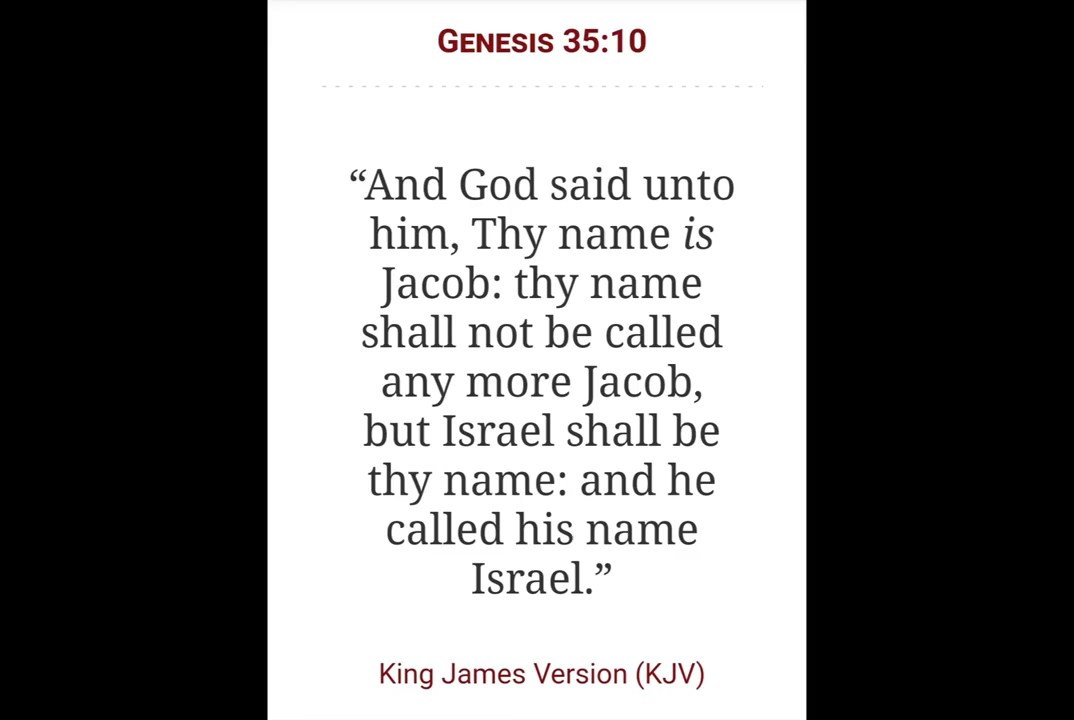 GENESIS 35:10
“And God said unto
him, Thy name is
Jacob: thy name
shall not be called
any more Jacob,
but Israel shall be
thy name: and he
called his name
Israel.”
King James Version (KJV)